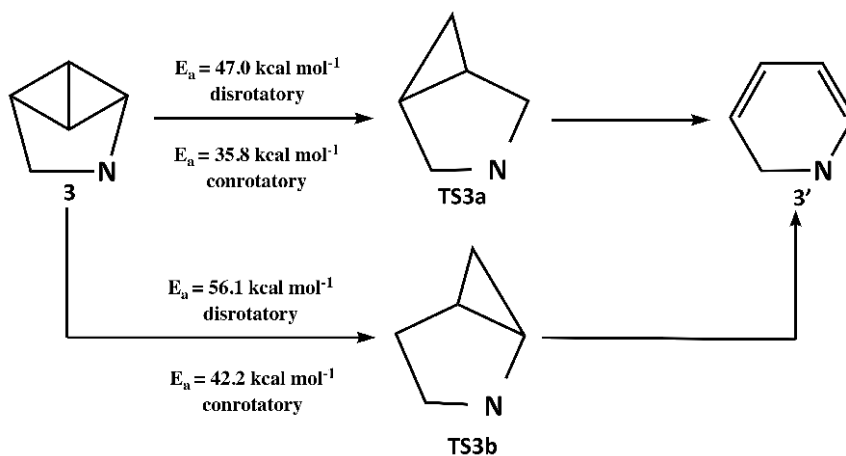 Eₐ = 47.0 kcal mol⁻¹
disrotatory
Eₐ = 35.8 kcal mol⁻¹
conrotatory
N
3
N
TS3a
N
3′
Eₐ = 56.1 kcal mol⁻¹
disrotatory
Eₐ = 42.2 kcal mol⁻¹
conrotatory
N
TS3b